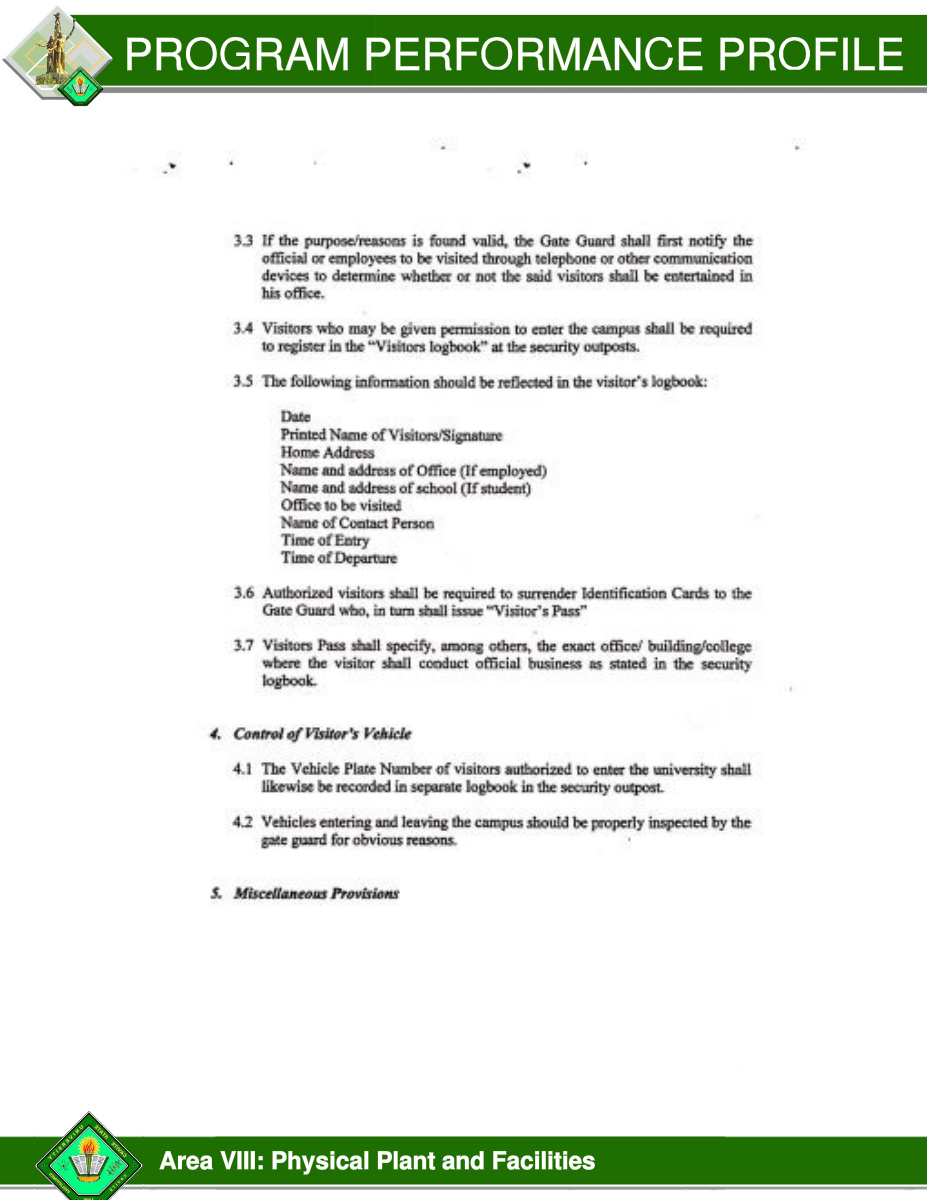 PROGRAM PERFORMANCE PROFILE
3.3 If the purpose/reasons is found valid, the Gate Guard shall first notify the
official or employees to be visited through telephone or other communication
devices to determine whether or not the said visitors shall be entertained in
his office.
3.4 Visitors who may be given permission to enter the campus shall be required
to register in the “Visitors logbook” at the security outposts.
3.5 The following information should be reflected in the visitor’s logbook:
Date
Printed Name of Visitors/Signature
Home Address
Name and address of Office (If employed)
Name and address of school (If student)
Office to be visited
Name of Contact Person
Time of Entry
Time of Departure
3.6 Authorized visitors shall be required to surrender Identification Cards to the
Gate Guard who, in turn shall issue “Visitor’s Pass”
3.7 Visitors Pass shall specify, among others, the exact office/ building/college
where the visitor shall conduct official business as stated in the security
logbook.
4. Control of Visitor’s Vehicle
4.1 The Vehicle Plate Number of visitors authorized to enter the university shall
likewise be recorded in separate logbook in the security outpost.
4.2 Vehicles entering and leaving the campus should be properly inspected by the
gate guard for obvious reasons.
5. Miscellaneous Provisions
Area VIII: Physical Plant and Facilities